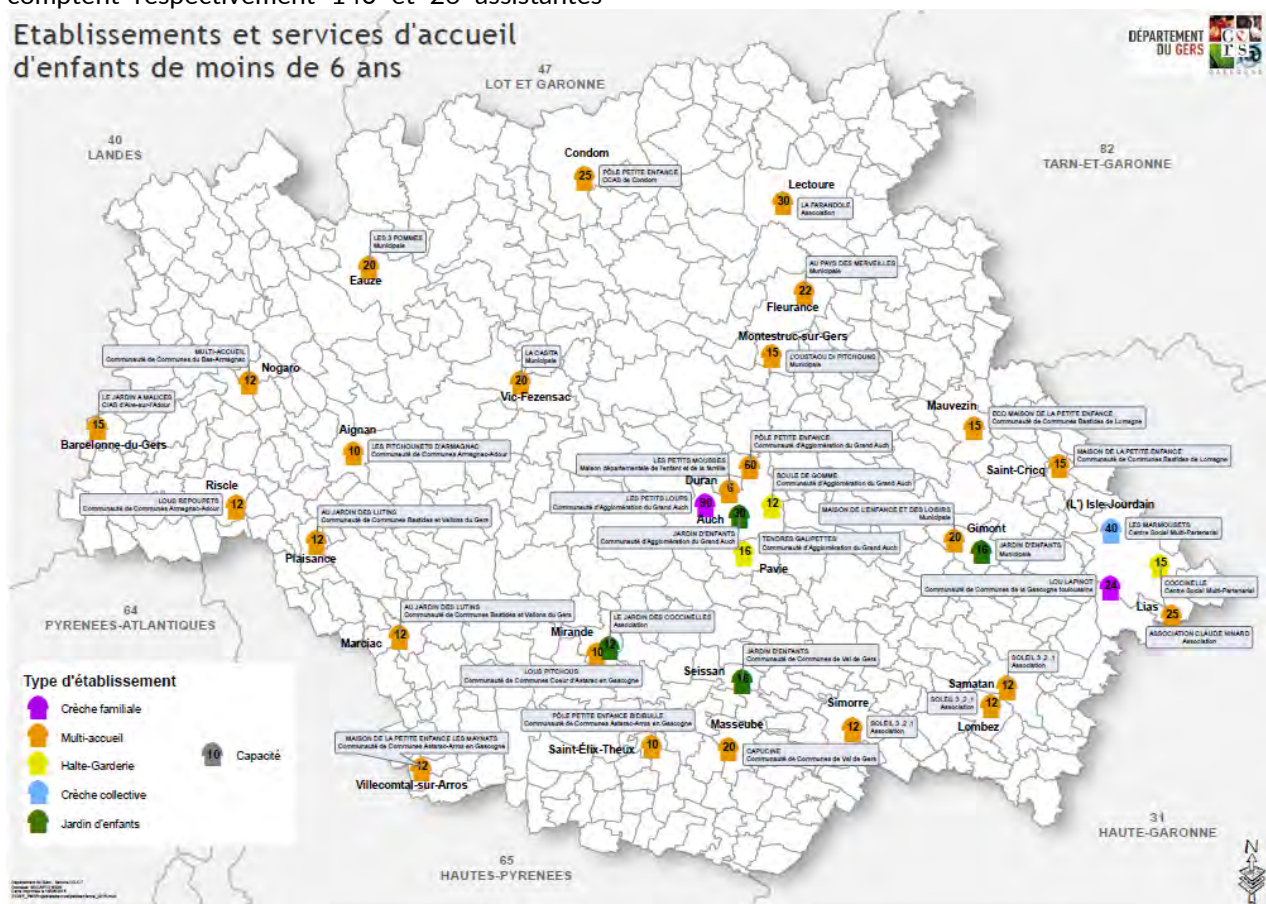 comptent respectivement 140 et 28 assistantes
Etablissements et services d'accueil
d'enfants de moins de 6 ans
DÉPARTEMENT
DU GERS
47
LOT ET GARONNE
40
LANDES
82
TARN-ET-GARONNE
Condom
25
PÔLE PETITE ENFANCE
CCAS de Condom
Lectoure
30
LA FARANDOLE
Association
LES 3 POMMES
Municipale
20
Eauze
AU PAYS DES MERVEILLES
Municipale
22
Fleurance
Montestruc-sur-Gers
15
L'OUSTAOU DI PITCHOUNS
Municipale
MULTI-ACCUEIL
Communauté de Communes du Bas-Armagnac
Nogaro
12
LA CASITA
Municipale
20
Vic-Fezensac
LE JARDIN A MALICES
CIAS d'Aire-sur-l'Adour
15
Barcelonne-du-Gers
Mauvezin
15
ECO MAISON DE LA PETITE ENFANCE
Communauté de Communes Bastides de Lomagne
Aignan
10
LES PITCHOUNETS D'ARMAGNAC
Communauté de Communes Armagnac-Adour
PÔLE PETITE ENFANCE
Communauté d'Agglomération du Grand Auch
60
LES PETITS MOUSSES
Maison départementale de l'enfant et de la famille
Duran
6
BOULE DE GOMME
Communauté d'Agglomération du Grand Auch
12
Saint-Cricq
15
MAISON DE LA PETITE ENFANCE
Communauté de Communes Bastides de Lomagne
Riscle
12
LOUS REPOUPETS
Communauté de Communes Armagnac-Adour
LES PETITS LOUPS
Communauté d'Agglomération du Grand Auch
90
Auch
JARDIN D'ENFANTS
Communauté d'Agglomération du Grand Auch
TENDRES GALIPETTES
Communauté d'Agglomération du Grand Auch
16
Pavie
MAISON DE L'ENFANCE ET DES LOISIRS
Municipale
Gimont
20
16
JARDIN D'ENFANTS
Municipale
(L') Isle-Jourdain
40
LES MARMOUSETS
Centre Social Multi-Partenarial
AU JARDIN DES LUTINS
Communauté de Communes Bastides et Vallons du Gers
12
Plaisance
LOU LAPINOT
Communauté de Communes de la Gascogne toulousaine
24
15
COCCINELLE
Centre Social Multi-Partenarial
Lias
25
ASSOCIATION CLAUDE NINARD
Association
64
PYRENEES-ATLANTIQUES
AU JARDIN DES LUTINS
Communauté de Communes Bastides et Vallons du Gers
Marciac
12
LE JARDIN DES COCCINELLES
Association
Mirande
12
10
LOUS PITCHOUS
Communauté de Communes Coeur d'Astarac en Gascogne
JARDIN D'ENFANTS
Communauté de Communes de Val de Gers
Seissan
16
SOLEIL 3 ,2 ,1
Association
Samatan
12
SOLEIL 3 ,2 ,1
Association
12
Lombez
Simorre
12
SOLEIL 3 ,2 ,1
Association
PÔLE PETITE ENFANCE BIDIBULLE
Communauté de Communes Astarac-Arros en Gascogne
Saint-Élix-Theux
10
Masseube
20
CAPUCINE
Communauté de Communes de Val de Gers
MAISON DE LA PETITE ENFANCE LES MAYNATS
Communauté de Communes Astarac-Arros en Gascogne
12
Villecomtal-sur-Arros
Type d'établissement
Crèche familiale
Multi-accueil
Halte-Garderie
Crèche collective
Jardin d'enfants
10
Capacité
31
HAUTE-GARONNE
65
HAUTES-PYRENEES
N